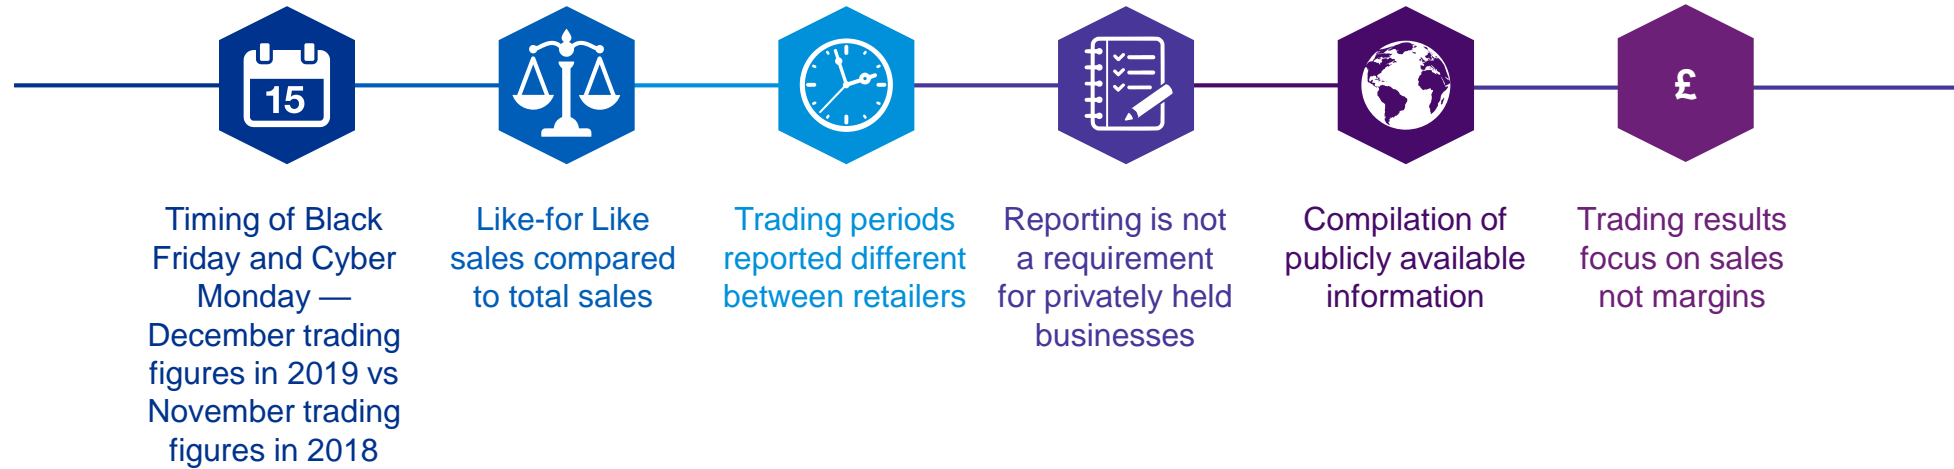 15
£
Timing of Black
Friday and Cyber
Monday —
December trading
figures in 2019 vs
November trading
figures in 2018
Like-for Like
sales compared
to total sales
Trading periods
reported different
between retailers
Reporting is not
a requirement
for privately held
businesses
Compilation of
publicly available
information
Trading results
focus on sales
not margins